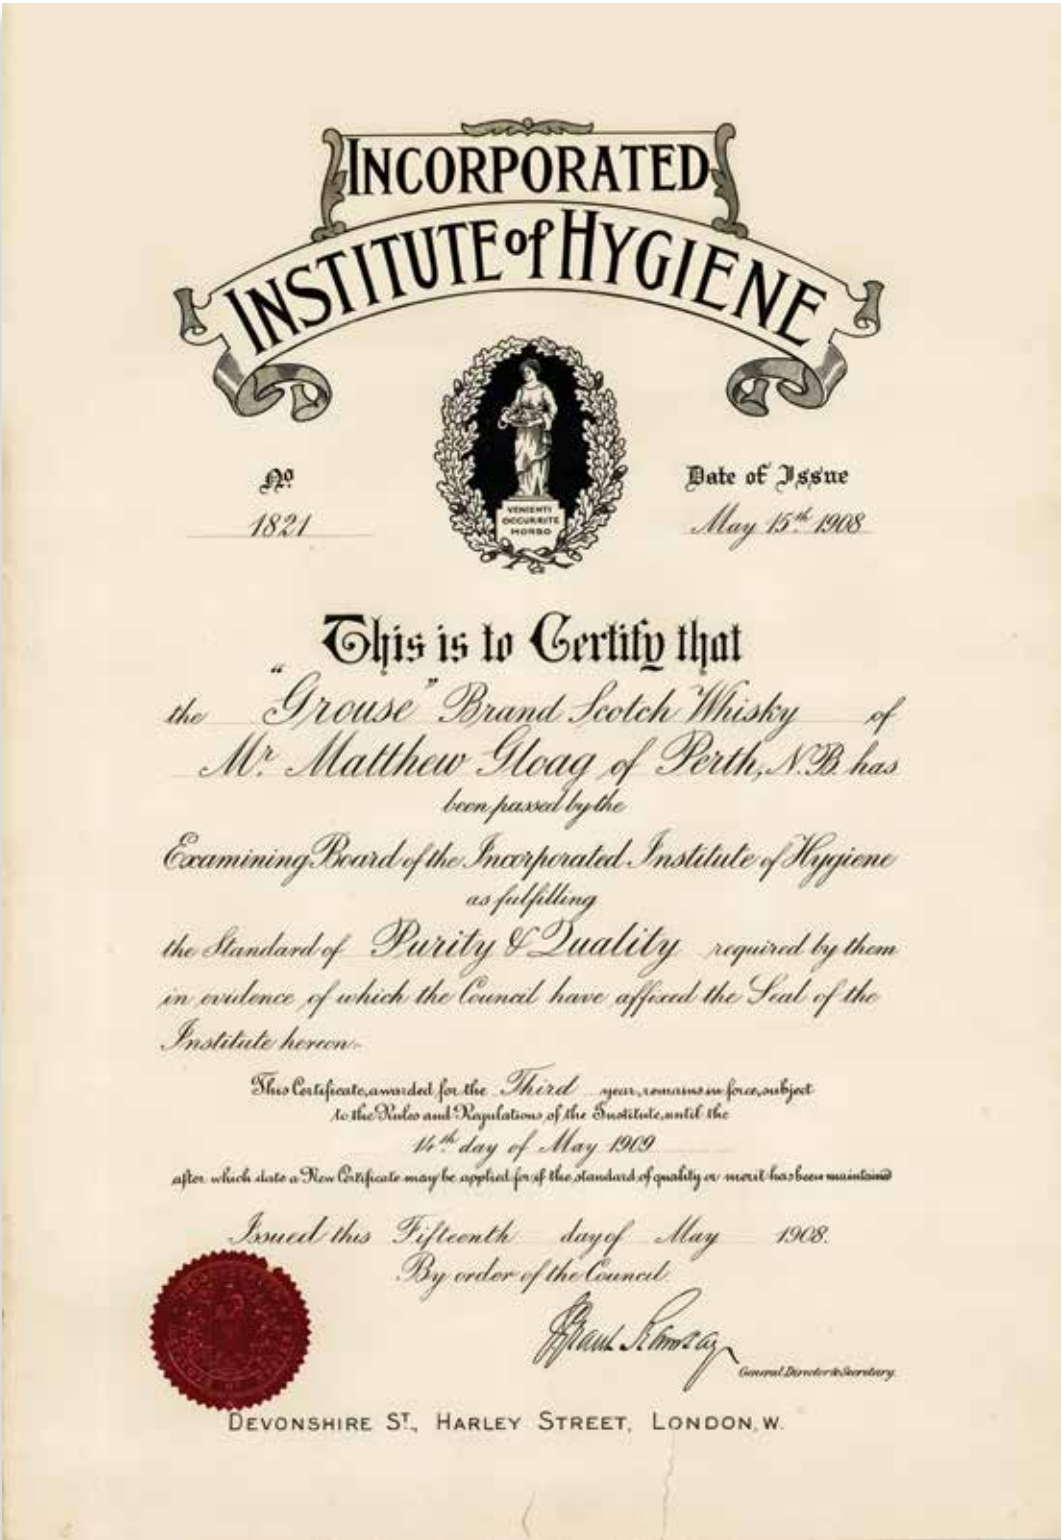 INCORPORATED
INSTITUTE of HYGIENE
VENIENTI
OCCURRITE
MORBO
No
1821
Date of Issue
May 15th 1908
This is to Certify that
the "Grouse" Brand Scotch Whisky of
Mr. Matthew Gloag of Perth, N.B. has
been passed by the
Examining Board of the Incorporated Institute of Hygiene
as fulfilling
the Standard of Purity & Quality required by them
in evidence of which the Council have affixed the Seal of the
Institute hereon.
This Certificate, awarded for the Third year, remains in force, subject
to the Rules and Regulations of the Institute, until the
14th day of May 1909
after which date a New Certificate may be applied for if the standard of quality or merit has been maintained
Issued this Fifteenth day of May 1908.
By order of the Council.
General Director & Secretary.
DEVONSHIRE ST., HARLEY STREET, LONDON, W.